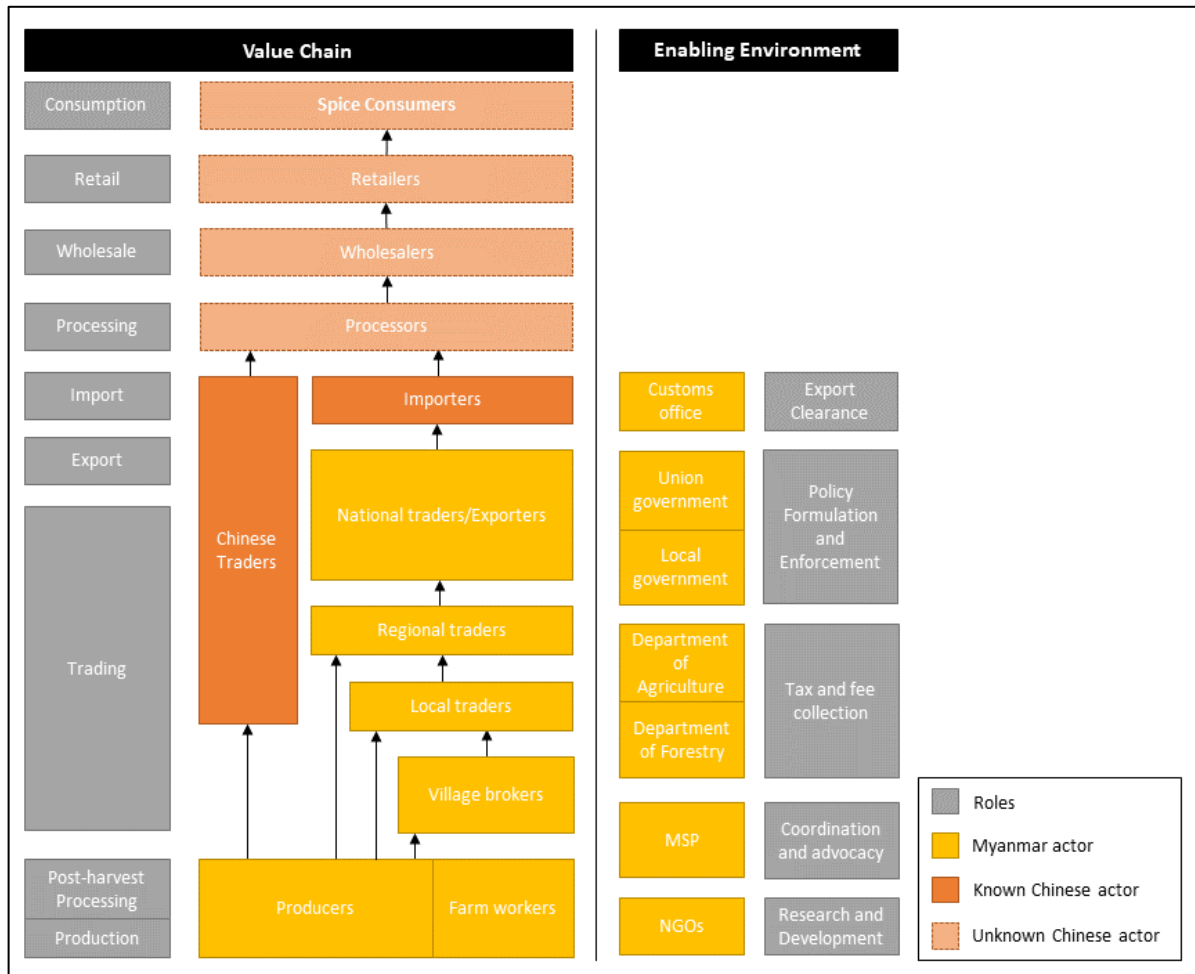 Value Chain
Enabling Environment
Consumption
Spice Consumers
Retail
Retailers
Wholesale
Wholesalers
Processing
Processors
Import
Importers
Export
National traders/Exporters
Chinese
Traders
Trading
Regional traders
Local traders
Village brokers
Post-harvest
Processing
Production
Producers
Farm workers
Customs
office
Export
Clearance
Union
government
Local
government
Policy
Formulation
and
Enforcement
Department
of
Agriculture
Department
of Forestry
Tax and fee
collection
MSP
Coordination
and advocacy
NGOs
Research and
Development
Roles
Myanmar actor
Known Chinese actor
Unknown Chinese actor